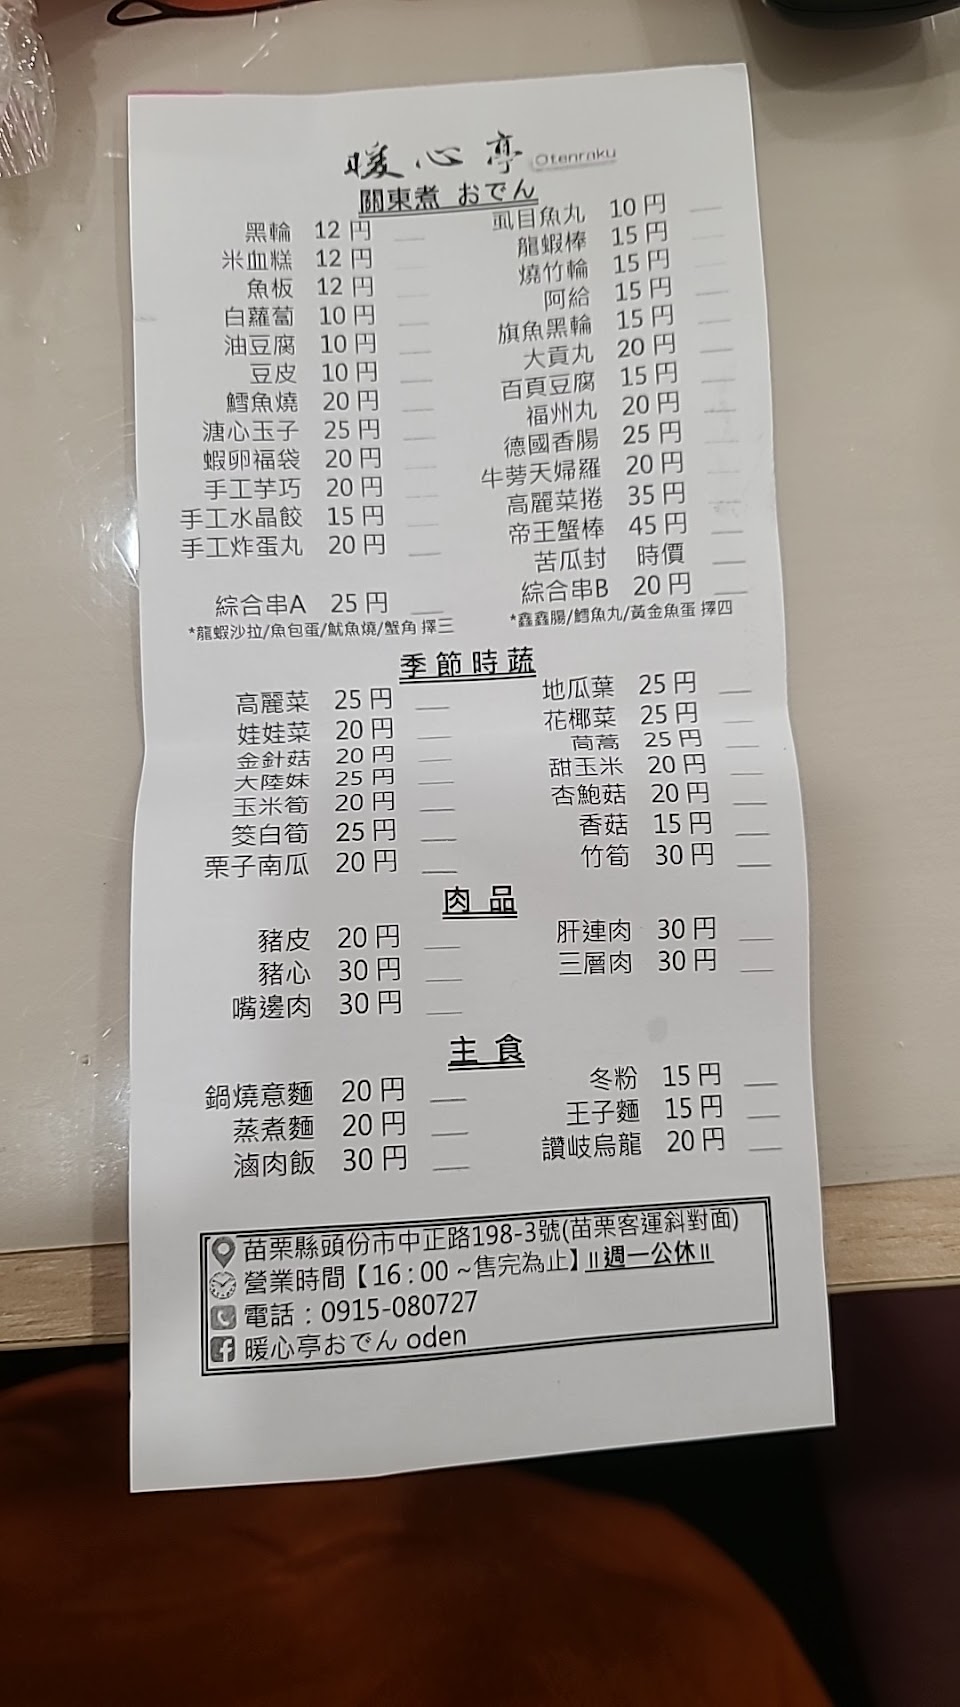 暖心亭 Otenraku
關東煮 おでん
黑輪 12 円
米血糕 12 円
魚板 12 円
白蘿蔔 10 円
油豆腐 10 円
豆皮 10 円
鱈魚燒 20 円
溏心玉子 25 円
蝦卵福袋 20 円
手工芋巧 20 円
手工水晶餃 15 円
手工炸蛋丸 20 円
綜合串A 25 円
*龍蝦沙拉/魚包蛋/魷魚燒/蟹角 擇三
虱目魚丸 10 円
龍蝦棒 15 円
燒竹輪 15 円
阿給 15 円
旗魚黑輪 15 円
大貢丸 20 円
百頁豆腐 15 円
福州丸 20 円
德國香腸 25 円
牛蒡天婦羅 20 円
高麗菜捲 35 円
帝王蟹棒 45 円
苦瓜封 時價
綜合串B 20 円
*鑫鑫腸/鱈魚丸/黃金魚蛋 擇四
季節時蔬
高麗菜 25 円
娃娃菜 20 円
金針菇 20 円
大陸妹 25 円
玉米筍 20 円
筊白筍 25 円
栗子南瓜 20 円
地瓜葉 25 円
花椰菜 25 円
茼蒿 25 円
甜玉米 20 円
杏鮑菇 20 円
香菇 15 円
竹筍 30 円
肉品
豬皮 20 円
豬心 30 円
嘴邊肉 30 円
肝連肉 30 円
三層肉 30 円
主食
鍋燒意麵 20 円
蒸煮麵 20 円
滷肉飯 30 円
冬粉 15 円
王子麵 15 円
讚岐烏龍 20 円
苗栗縣頭份市中正路198-3號(苗栗客運斜對面)
營業時間【16:00 ~售完為止】॥週一公休॥
電話：0915-080727
暖心亭おでん oden